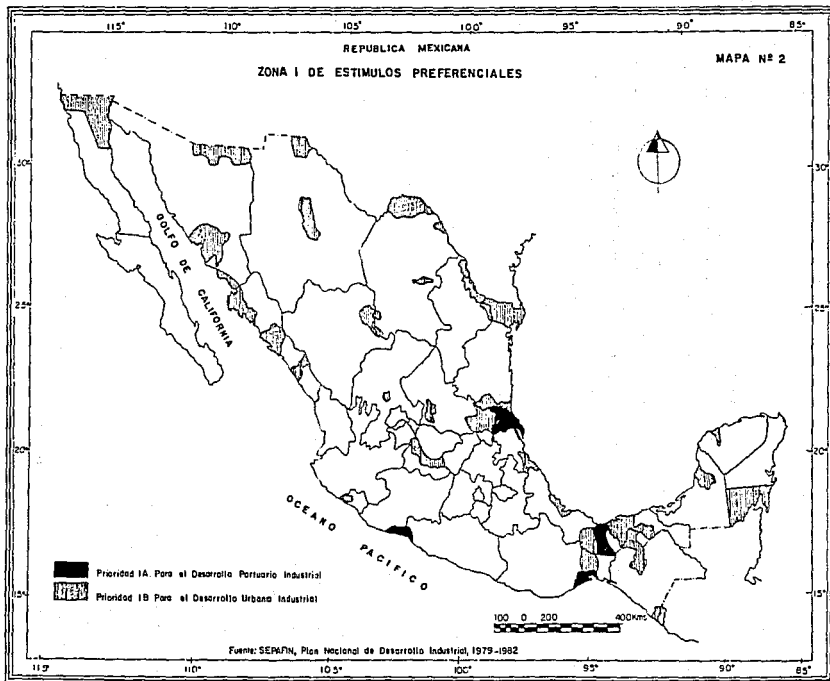 110° 105° 100° 95° 90° 85°
REPUBLICA MEXICANA
MAPA Nº 2
ZONA I DE ESTIMULOS PREFERENCIALES
30° 30°
GOLFO DE CALIFORNIA
25° 25°
20° 20°
OCEANO PACIFICO
Prioridad IA. Para el Desarrollo Portuario Industrial
Prioridad IB. Para el Desarrollo Urbano Industrial
15° 15°
100 0 200 400 Kms
Fuente: SEPAFIN, Plan Nacional de Desarrollo Industrial, 1979-1982
115° 110° 105° 100° 95° 90° 85°